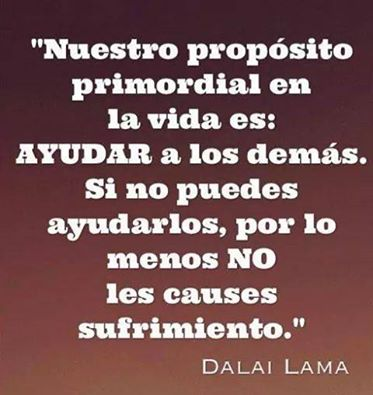 "Nuestro propósito
primordial en
la vida es:
AYUDAR a los demás.
Si no puedes
ayudarlos, por lo
menos NO
les causes
sufrimiento."
DALAI LAMA